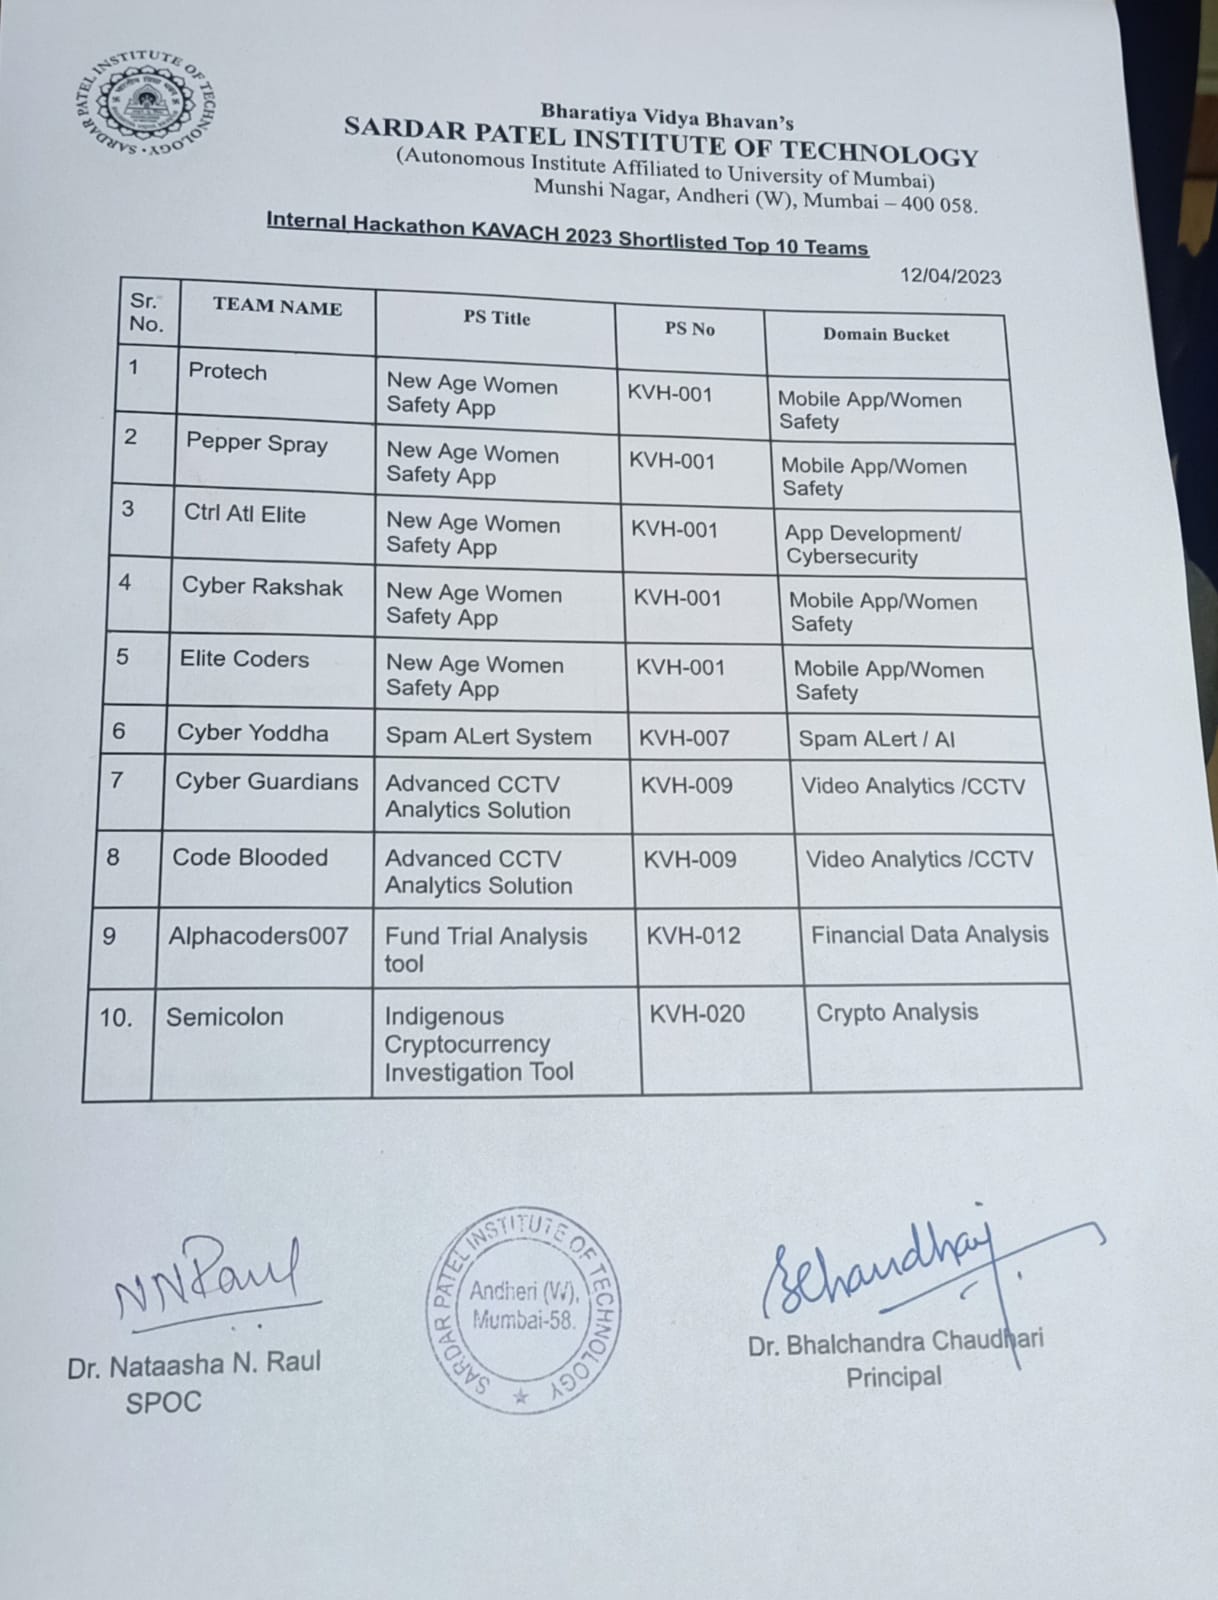 SARDAR PATEL INSTITUTE OF TECHNOLOGY
Bharatiya Vidya Bhavan's
SARDAR PATEL INSTITUTE OF TECHNOLOGY
(Autonomous Institute Affiliated to University of Mumbai)
Munshi Nagar, Andheri (W), Mumbai – 400 058.
Internal Hackathon KAVACH 2023 Shortlisted Top 10 Teams
12/04/2023
Sr. No. TEAM NAME PS Title PS No Domain Bucket
1 Protech New Age Women Safety App KVH-001 Mobile App/Women Safety
2 Pepper Spray New Age Women Safety App KVH-001 Mobile App/Women Safety
3 Ctrl Atl Elite New Age Women Safety App KVH-001 App Development/ Cybersecurity
4 Cyber Rakshak New Age Women Safety App KVH-001 Mobile App/Women Safety
5 Elite Coders New Age Women Safety App KVH-001 Mobile App/Women Safety
6 Cyber Yoddha Spam ALert System KVH-007 Spam ALert / AI
7 Cyber Guardians Advanced CCTV Analytics Solution KVH-009 Video Analytics /CCTV
8 Code Blooded Advanced CCTV Analytics Solution KVH-009 Video Analytics /CCTV
9 Alphacoders007 Fund Trial Analysis tool KVH-012 Financial Data Analysis
10. Semicolon Indigenous Cryptocurrency Investigation Tool KVH-020 Crypto Analysis
NNRaul
Dr. Nataasha N. Raul
SPOC
SARDAR PATEL INSTITUTE OF TECHNOLOGY
Andheri (W),
Mumbai-58.
Dr. Bhalchandra Chaudhari
Principal